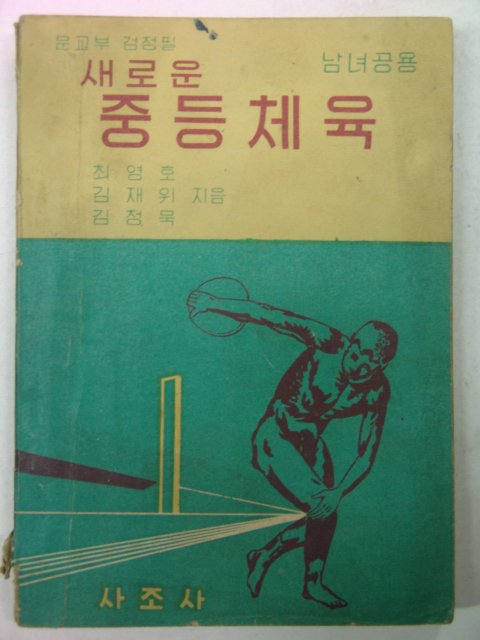 문교부 검정필
남녀공용
새로운
중등체육
최영호
김재위 지음
김정묵
사조사